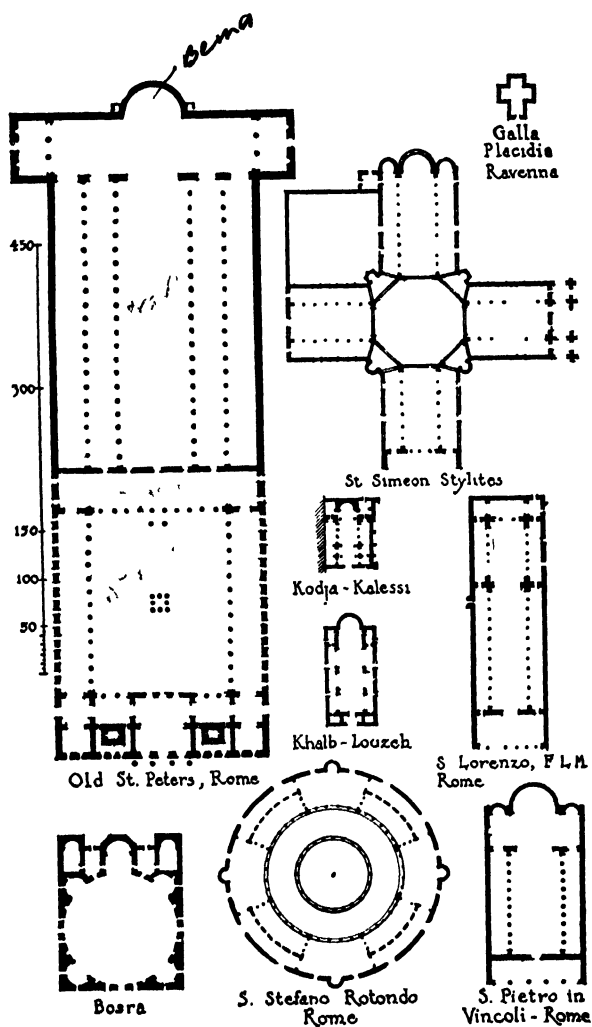 Bema
Galla
Placidia
Ravenna
450
300
150
100
50
St Simeon Stylites
Kodja-Kalessi
Khalb-Louzeh
Old St. Peters, Rome
S Lorenzo, F L M
Rome
Bosra
S. Stefano Rotondo
Rome
S. Pietro in
Vincoli-Rome